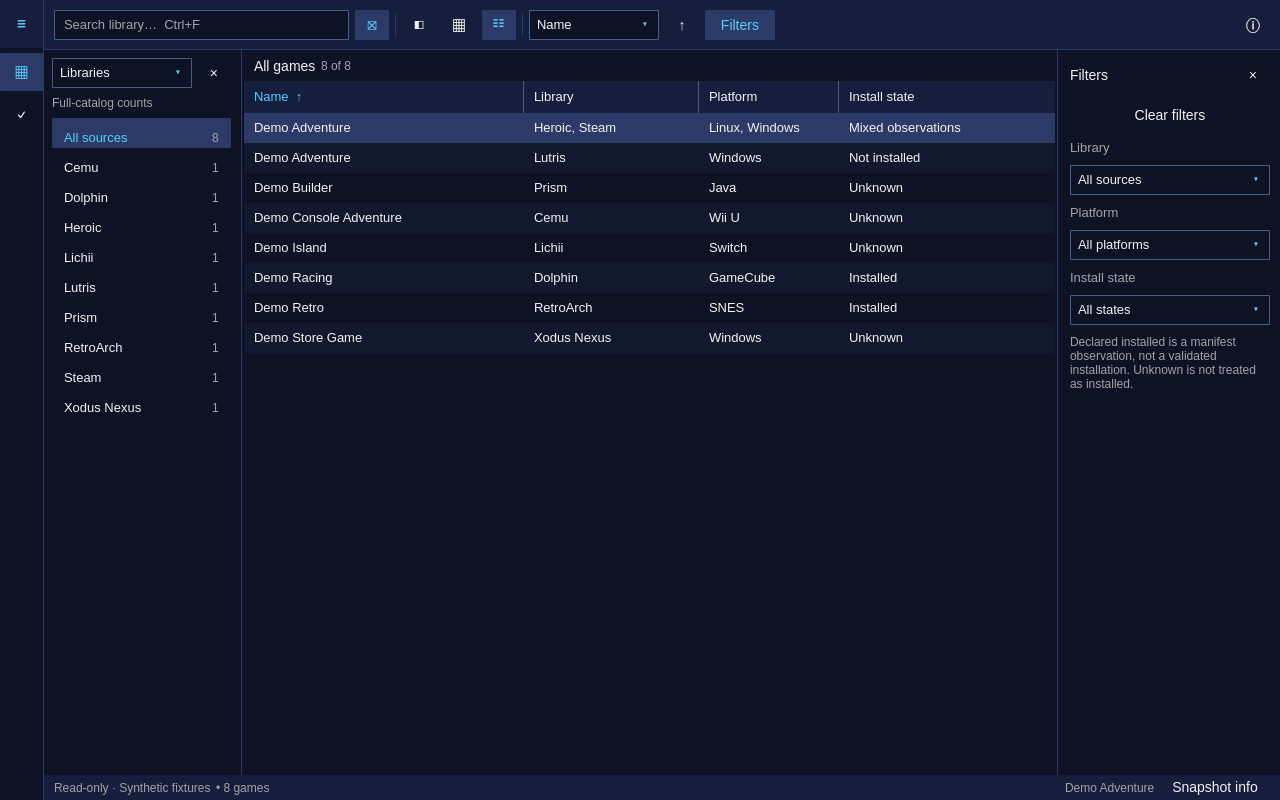 Search library…  Ctrl+F
Name
Filters
Libraries
Full-catalog counts
All sources 8
Cemu 1
Dolphin 1
Heroic 1
Lichii 1
Lutris 1
Prism 1
RetroArch 1
Steam 1
Xodus Nexus 1
All games 8 of 8
Name ↑ Library Platform Install state
Demo Adventure Heroic, Steam Linux, Windows Mixed observations
Demo Adventure Lutris Windows Not installed
Demo Builder Prism Java Unknown
Demo Console Adventure Cemu Wii U Unknown
Demo Island Lichii Switch Unknown
Demo Racing Dolphin GameCube Installed
Demo Retro RetroArch SNES Installed
Demo Store Game Xodus Nexus Windows Unknown
Filters
Clear filters
Library
All sources
Platform
All platforms
Install state
All states
Declared installed is a manifest
observation, not a validated
installation. Unknown is not treated
as installed.
Read-only · Synthetic fixtures • 8 games
Demo Adventure Snapshot info